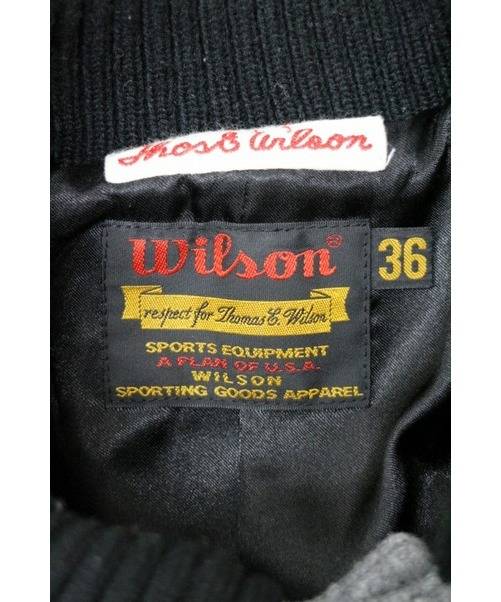 Thos E Wilson
Wilson®
36
respect for Thomas E. Wilson
SPORTS EQUIPMENT
A PLAN OF U.S.A.
WILSON
SPORTING GOODS APPAREL